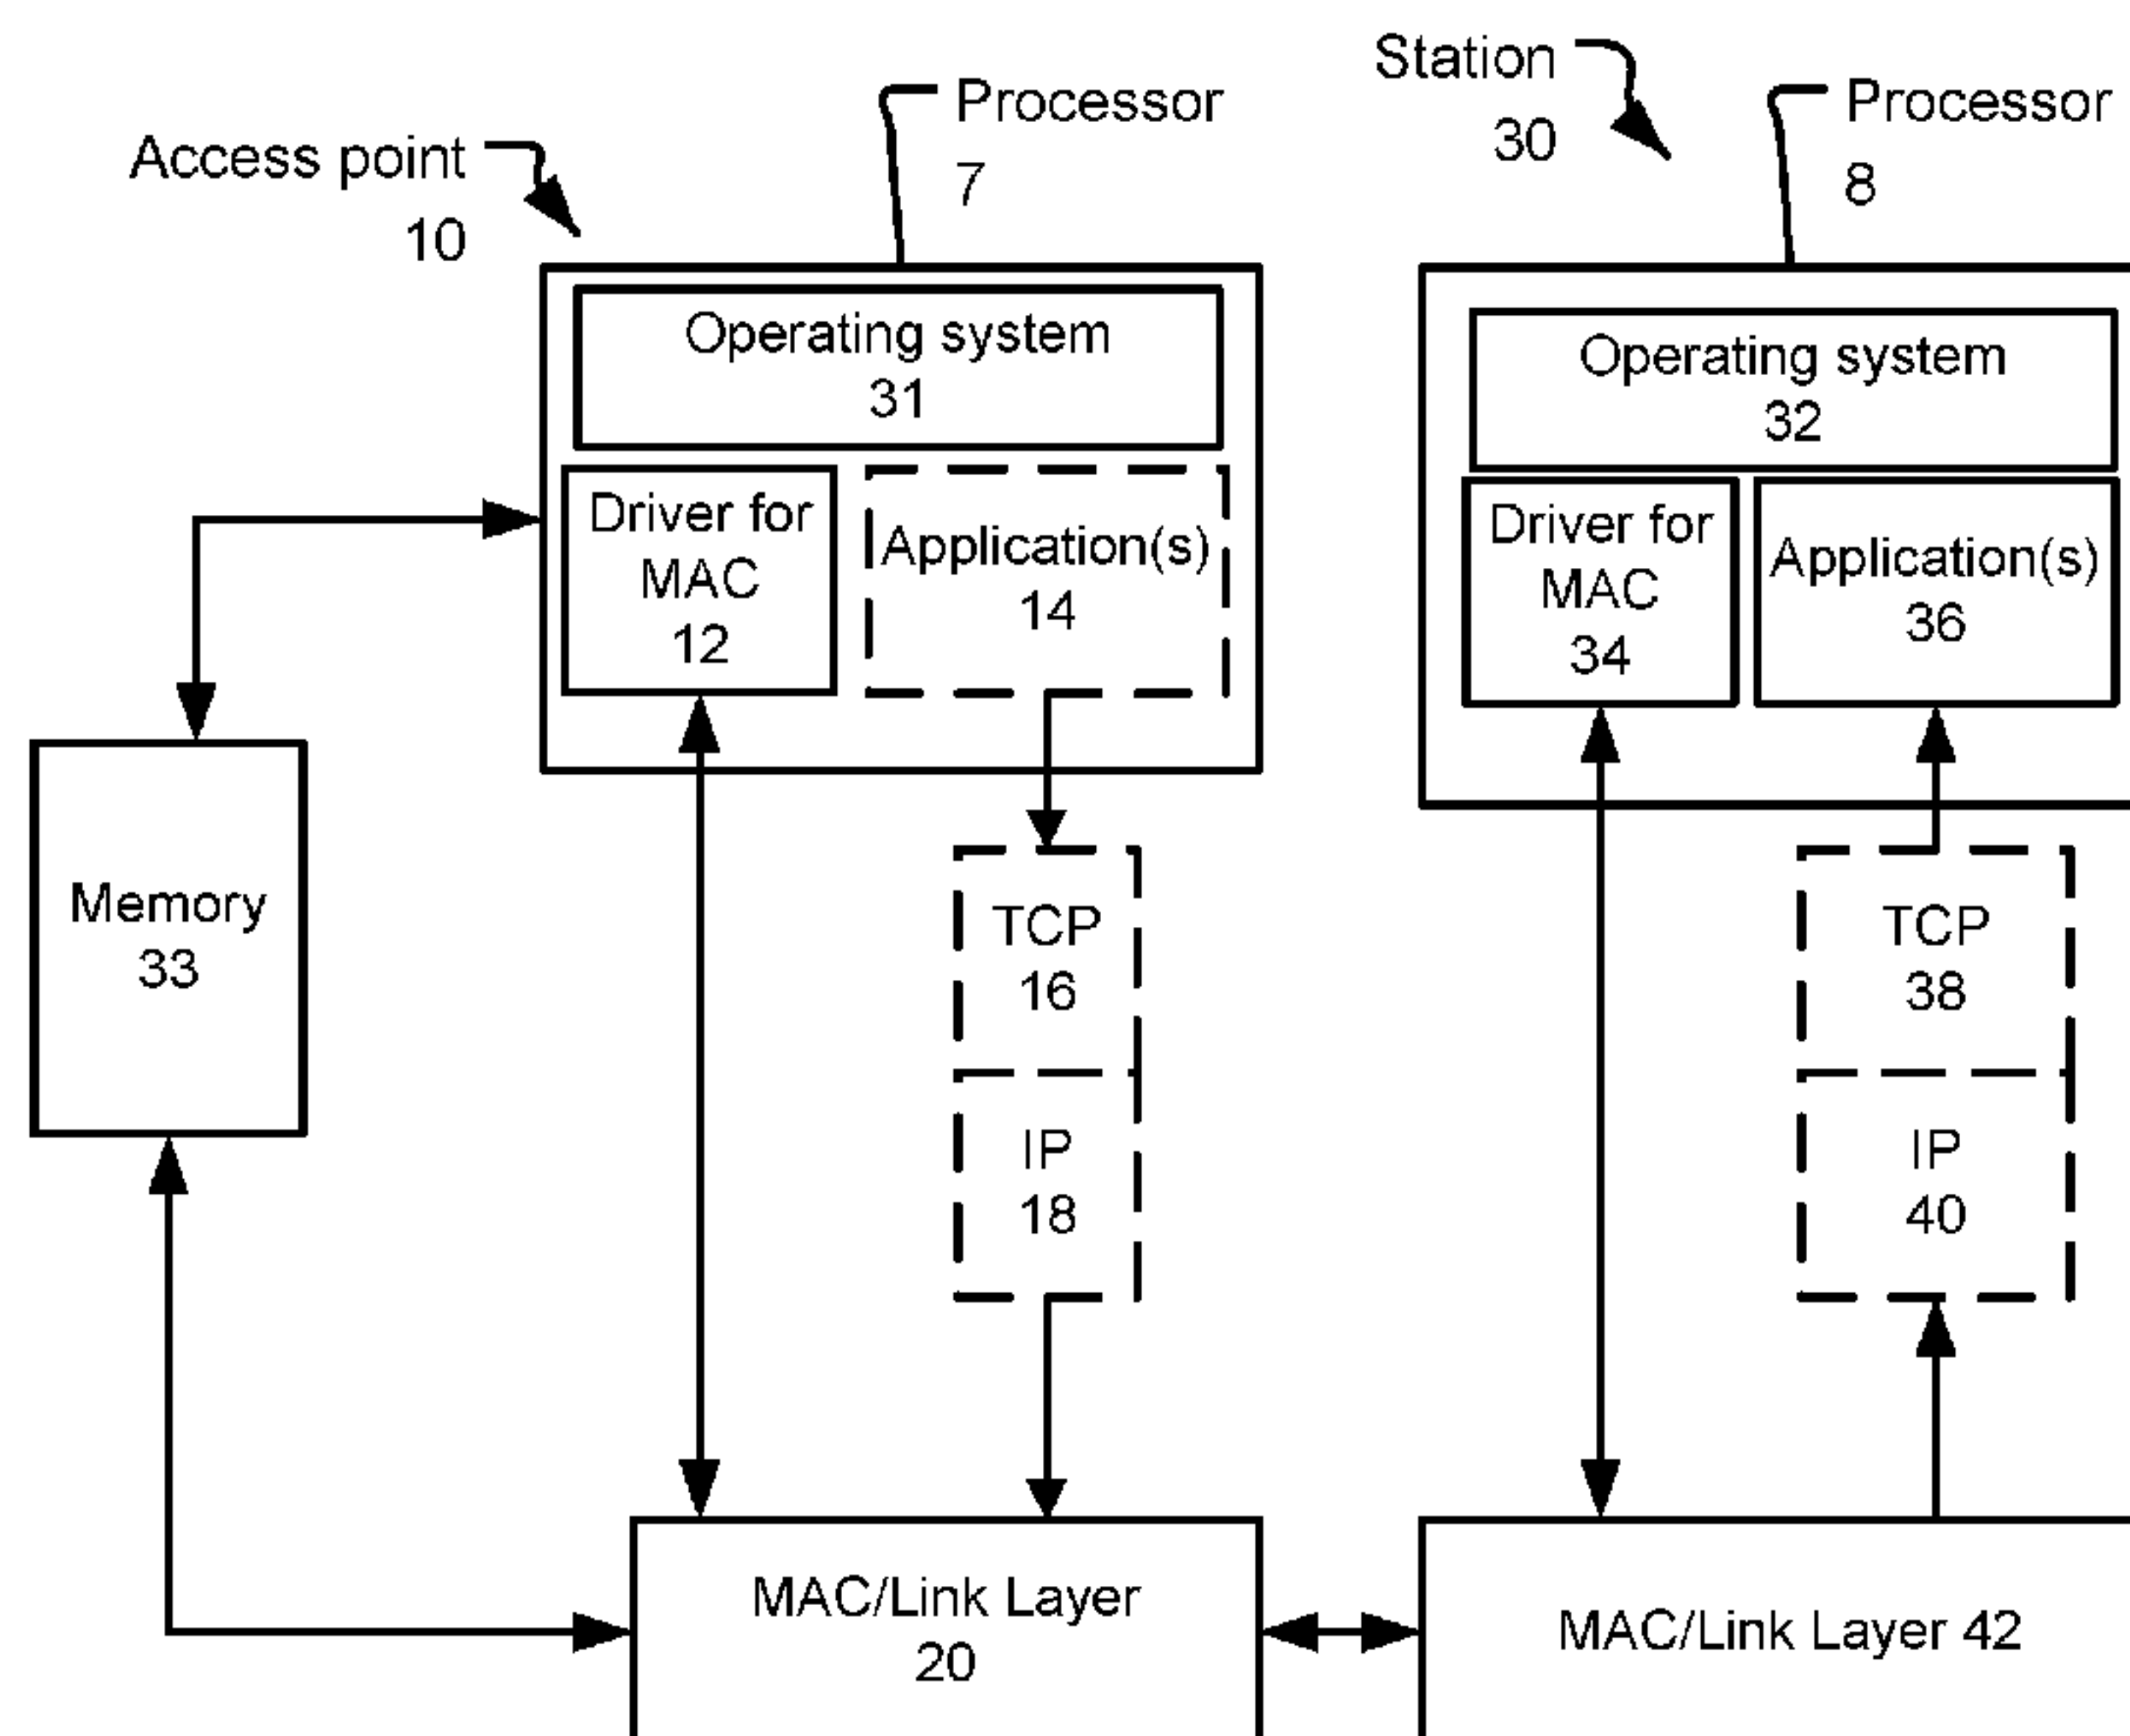 Access point
10
Processor
7
Station
30
Processor
8
Operating system
31
Driver for
MAC
12
Application(s)
14
Operating system
32
Driver for
MAC
34
Application(s)
36
Memory
33
TCP
16
IP
18
TCP
38
IP
40
MAC/Link Layer
20
MAC/Link Layer 42